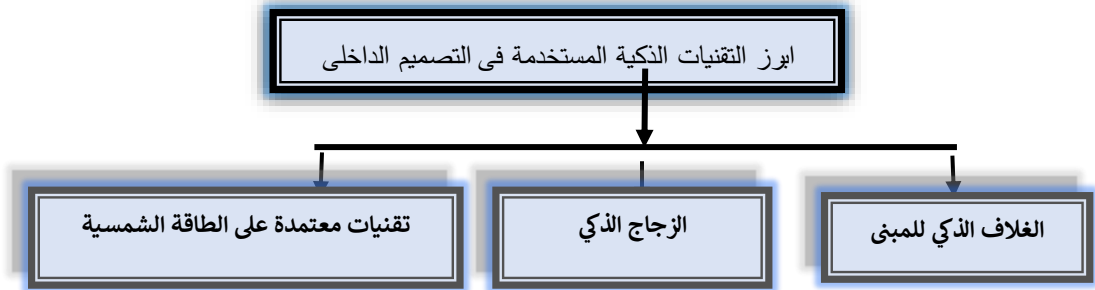 ابرز التقنيات الذكية المستخدمة فى التصميم الداخلى
الغلاف الذكي للمبنى
الزجاج الذكي
تقنيات معتمدة على الطاقة الشمسية